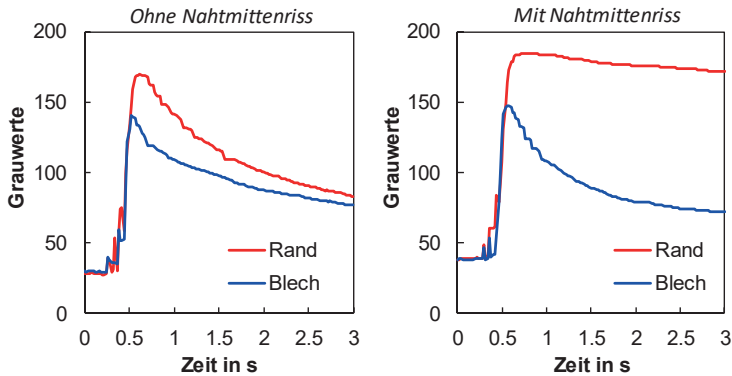 Ohne Nahtmittenriss
200
150
100
50
0
Grauwerte
Rand
Blech
0 0.5 1 1.5 2 2.5 3
Zeit in s
Mit Nahtmittenriss
200
150
100
50
0
Grauwerte
Rand
Blech
0 0.5 1 1.5 2 2.5 3
Zeit in s